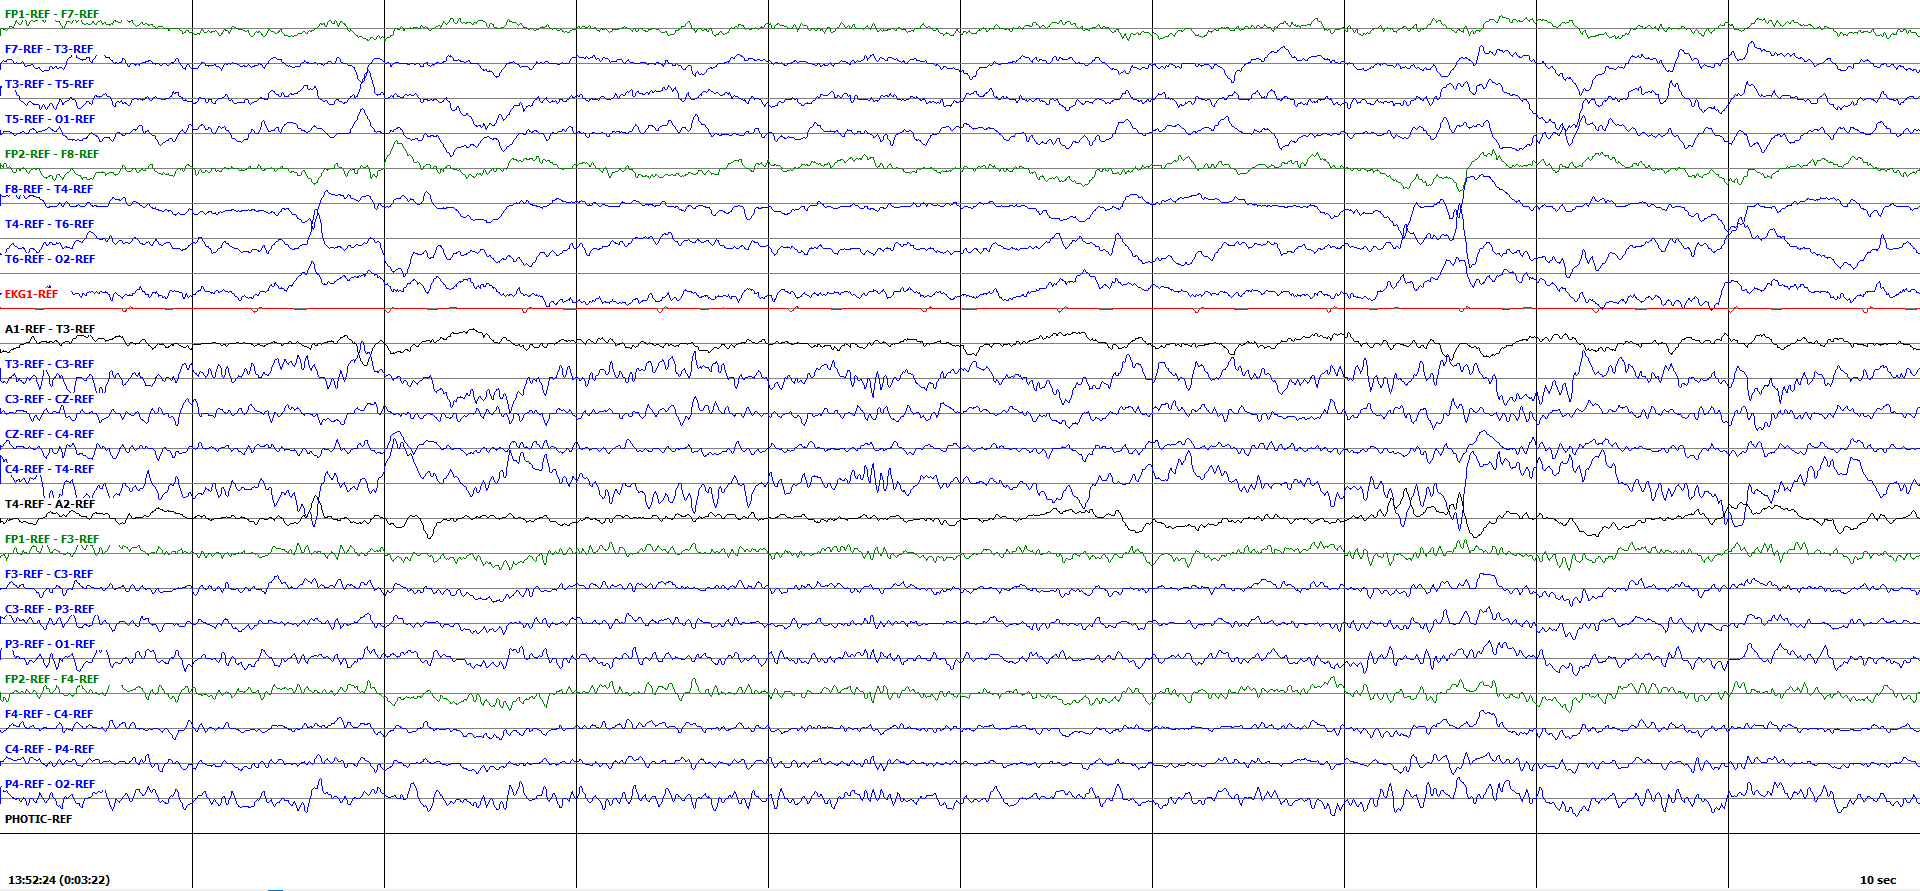 FP1-REF - F7-REF
F7-REF - T3-REF
T3-REF - T5-REF
T5-REF - O1-REF
FP2-REF - F8-REF
F8-REF - T4-REF
T4-REF - T6-REF
T6-REF - O2-REF
EKG1-REF
A1-REF - T3-REF
T3-REF - C3-REF
C3-REF - CZ-REF
CZ-REF - C4-REF
C4-REF - T4-REF
T4-REF - A2-REF
FP1-REF - F3-REF
F3-REF - C3-REF
C3-REF - P3-REF
P3-REF - O1-REF
FP2-REF - F4-REF
F4-REF - C4-REF
C4-REF - P4-REF
P4-REF - O2-REF
PHOTIC-REF
13:52:24 (0:03:22) 10 sec